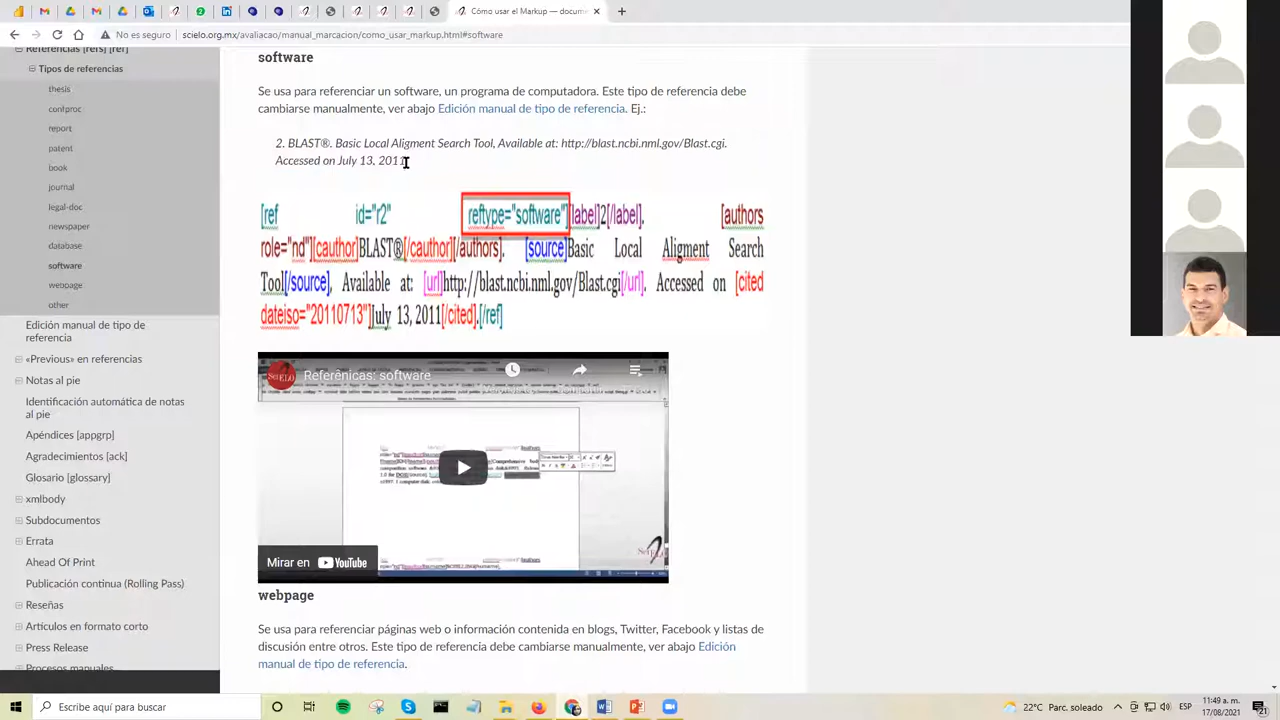 Cómo usar el Markup — docume
No es seguro
scielo.org.mx/avaliacao/manual_marcacion/como_usar_markup.html#software
Referencias [refs] [ref]
Tipos de referencias
thesis
confproc
report
patent
book
journal
legal-doc
newspaper
database
software
webpage
other
Edición manual de tipo de
referencia
«Previous» en referencias
Notas al pie
Identificación automática de notas
al pie
Apéndices [appgrp]
Agradecimientos [ack]
Glosario [glossary]
xmlbody
Subdocumentos
Errata
Ahead Of Print
Publicación continua (Rolling Pass)
Reseñas
Artículos en formato corto
Press Release
Procesos manuales
software
Se usa para referenciar un software, un programa de computadora. Este tipo de referencia debe
cambiarse manualmente, ver abajo Edición manual de tipo de referencia. Ej.:
2. BLAST®. Basic Local Aligment Search Tool, Available at: http://blast.ncbi.nml.gov/Blast.cgi.
Accessed on July 13, 2011.
[ref id="r2" reftype="software"][label]2[/label]. [authors
role="nd"][cauthor]BLAST®[/cauthor][/authors]. [source]Basic Local Aligment Search
Tool[/source], Available at: [url]http://blast.ncbi.nml.gov/Blast.cgi[/url]. Accessed on [cited
dateiso="20110713"]July 13, 2011[/cited].[/ref]
SciELO
Referências: software
Mirar en YouTube
webpage
Se usa para referenciar páginas web o información contenida en blogs, Twitter, Facebook y listas de
discusión entre otros. Este tipo de referencia debe cambiarse manualmente, ver abajo Edición
manual de tipo de referencia.
Escribe aquí para buscar
22°C Parc. soleado
ESP
11:49 a. m.
17/08/2021